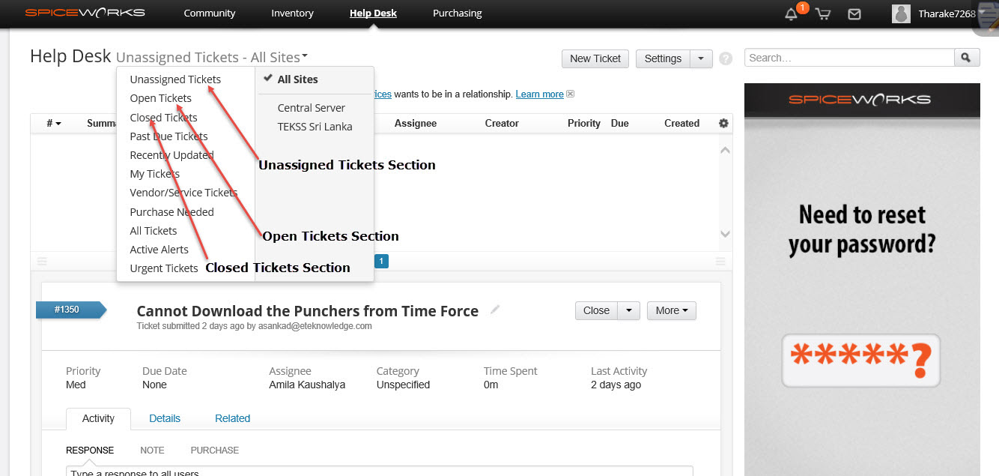 SPICEWORKS Community Inventory Help Desk Purchasing 1 Tharake7268
Help Desk Unassigned Tickets - All Sites New Ticket Settings ? Search...
Unassigned Tickets All Sites
Open Tickets ices wants to be in a relationship. Learn more
Central Server
Closed Tickets # Summa Assignee Creator Priority Due Created
TEKSS Sri Lanka
Past Due Tickets
Recently Updated
Unassigned Tickets Section
My Tickets
Vendor/Service Tickets
Purchase Needed
All Tickets
Open Tickets Section
Active Alerts
Urgent Tickets
Closed Tickets Section
1
SPICEWORKS
Need to reset
your password?
*****?
#1350 Cannot Download the Punchers from Time Force Close More
Ticket submitted 2 days ago by asankad@eteknowledge.com
Priority Due Date Assignee Category Time Spent Last Activity
Med None Amila Kaushalya Unspecified 0m 2 days ago
Activity Details Related
RESPONSE NOTE PURCHASE
Type a response to all users